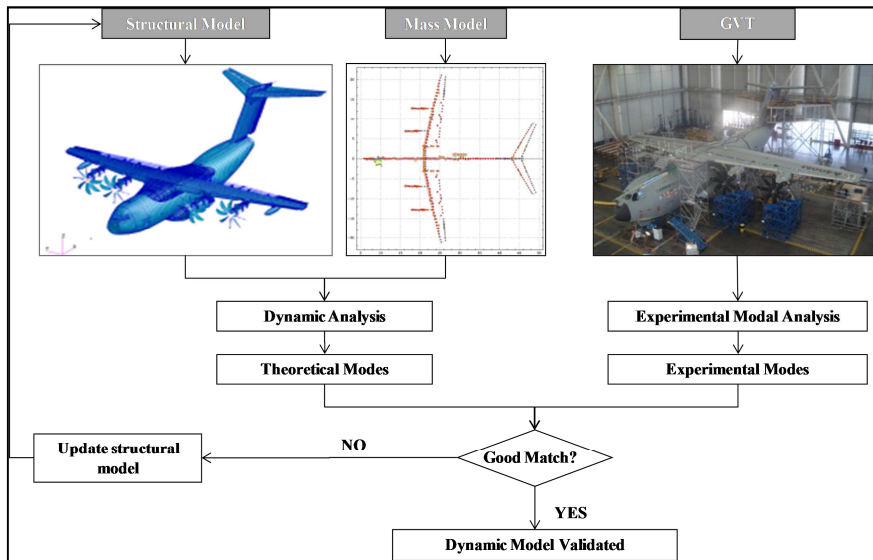 Structural Model
Mass Model
GVT
Dynamic Analysis
Experimental Modal Analysis
Theoretical Modes
Experimental Modes
Update structural
model
NO
Good Match?
YES
Dynamic Model Validated